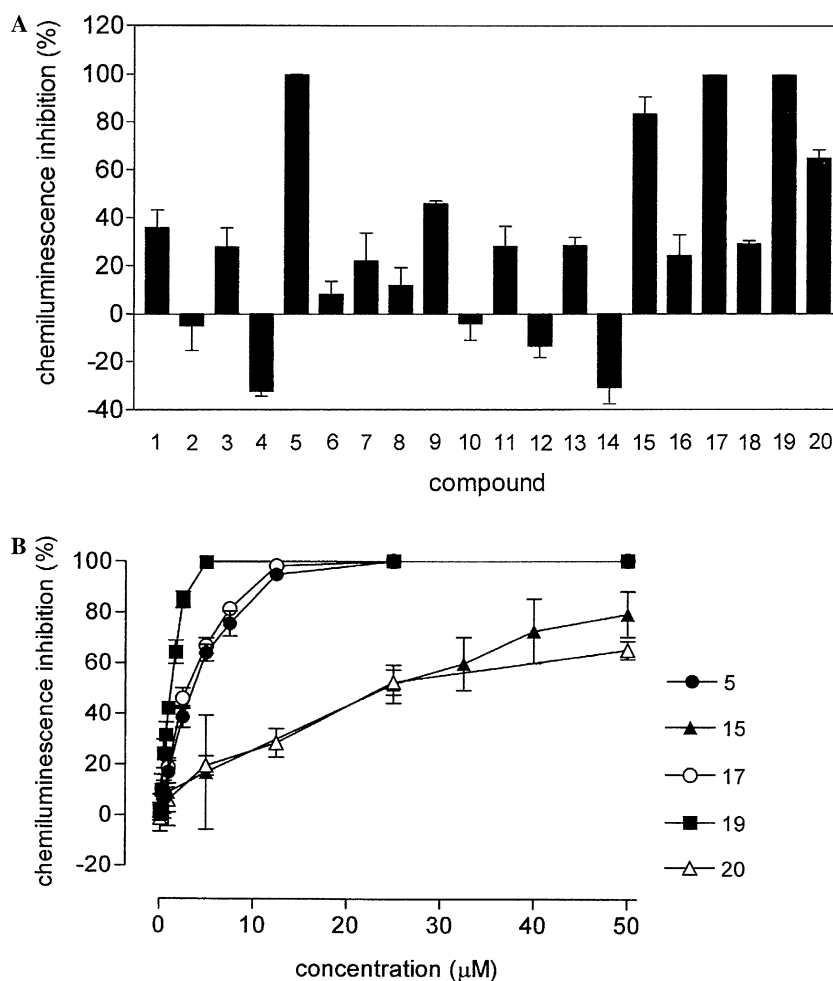 A
chemiluminescence inhibition (%)
120
100
80
60
40
20
0
-20
-40
1 2 3 4 5 6 7 8 9 10 11 12 13 14 15 16 17 18 19 20
compound
B
chemiluminescence inhibition (%)
100
80
60
40
20
0
-20
0 10 20 30 40 50
concentration (μM)
5
15
17
19
20